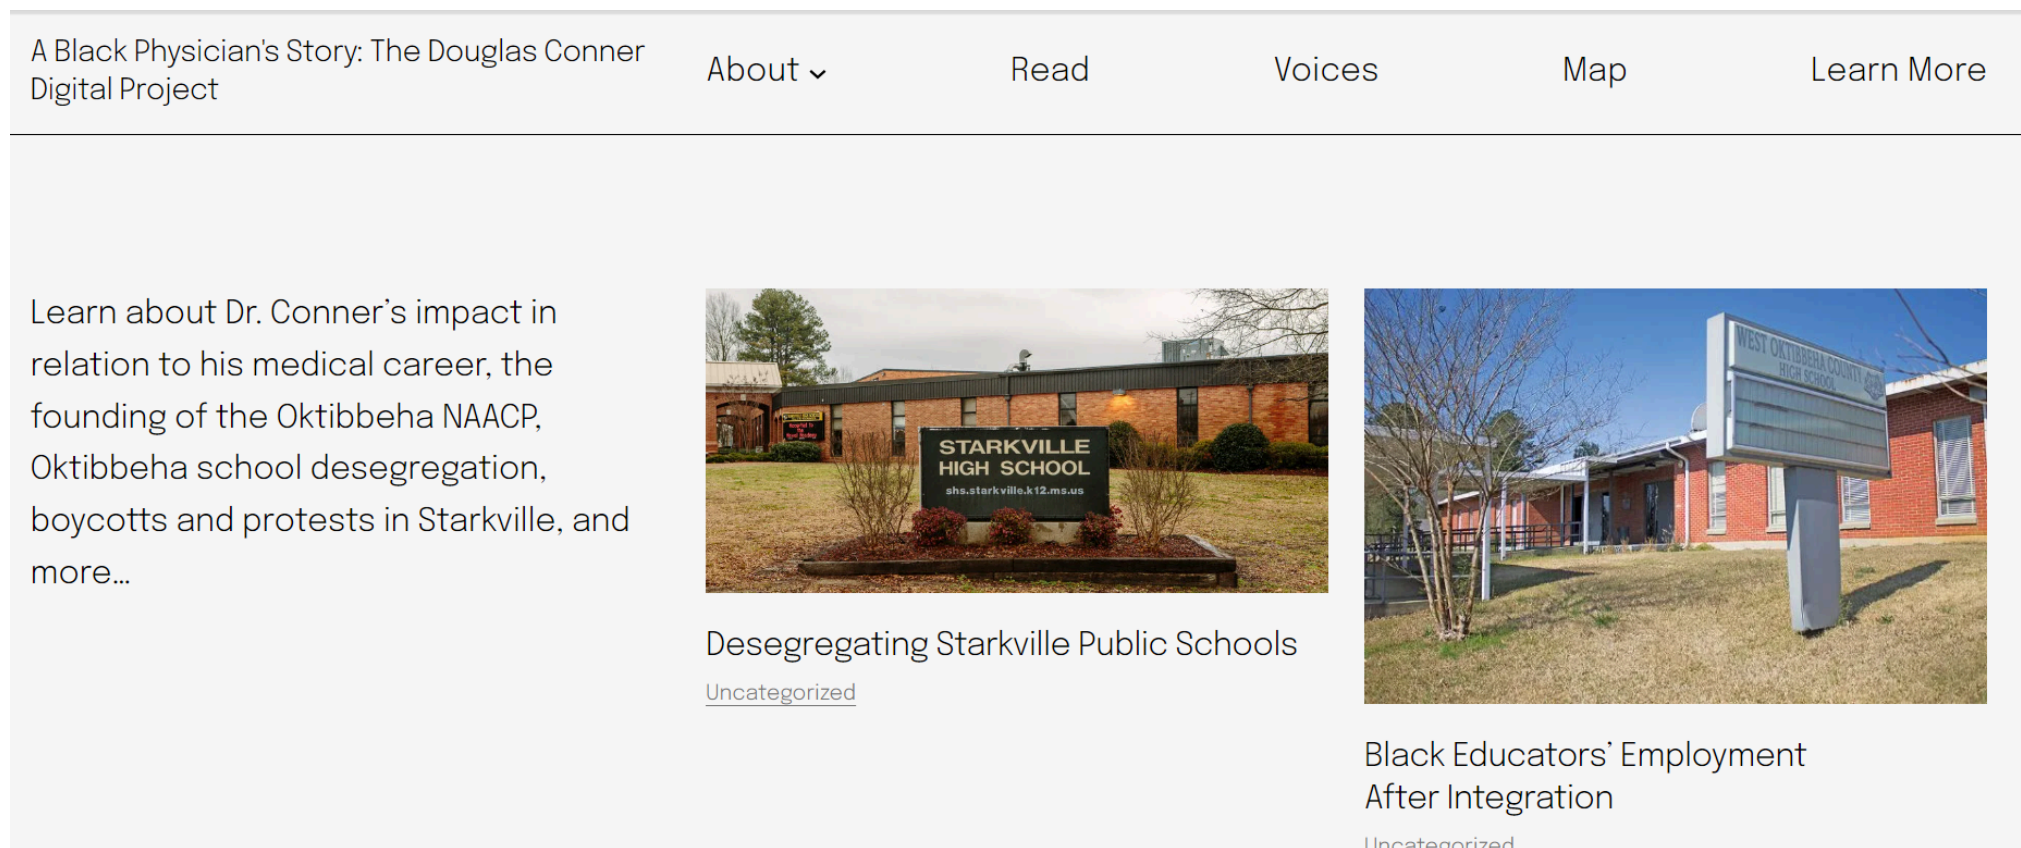 A Black Physician's Story: The Douglas Conner
Digital Project
About
Read
Voices
Map
Learn More
Learn about Dr. Conner’s impact in
relation to his medical career, the
founding of the Oktibbeha NAACP,
Oktibbeha school desegregation,
boycotts and protests in Starkville, and
more...
STARKVILLE
HIGH SCHOOL
shs.starkville.k12.ms.us
Desegregating Starkville Public Schools
Uncategorized
WEST OKTIBBEHA COUNTY
HIGH SCHOOL
Black Educators’ Employment
After Integration
Uncategorized